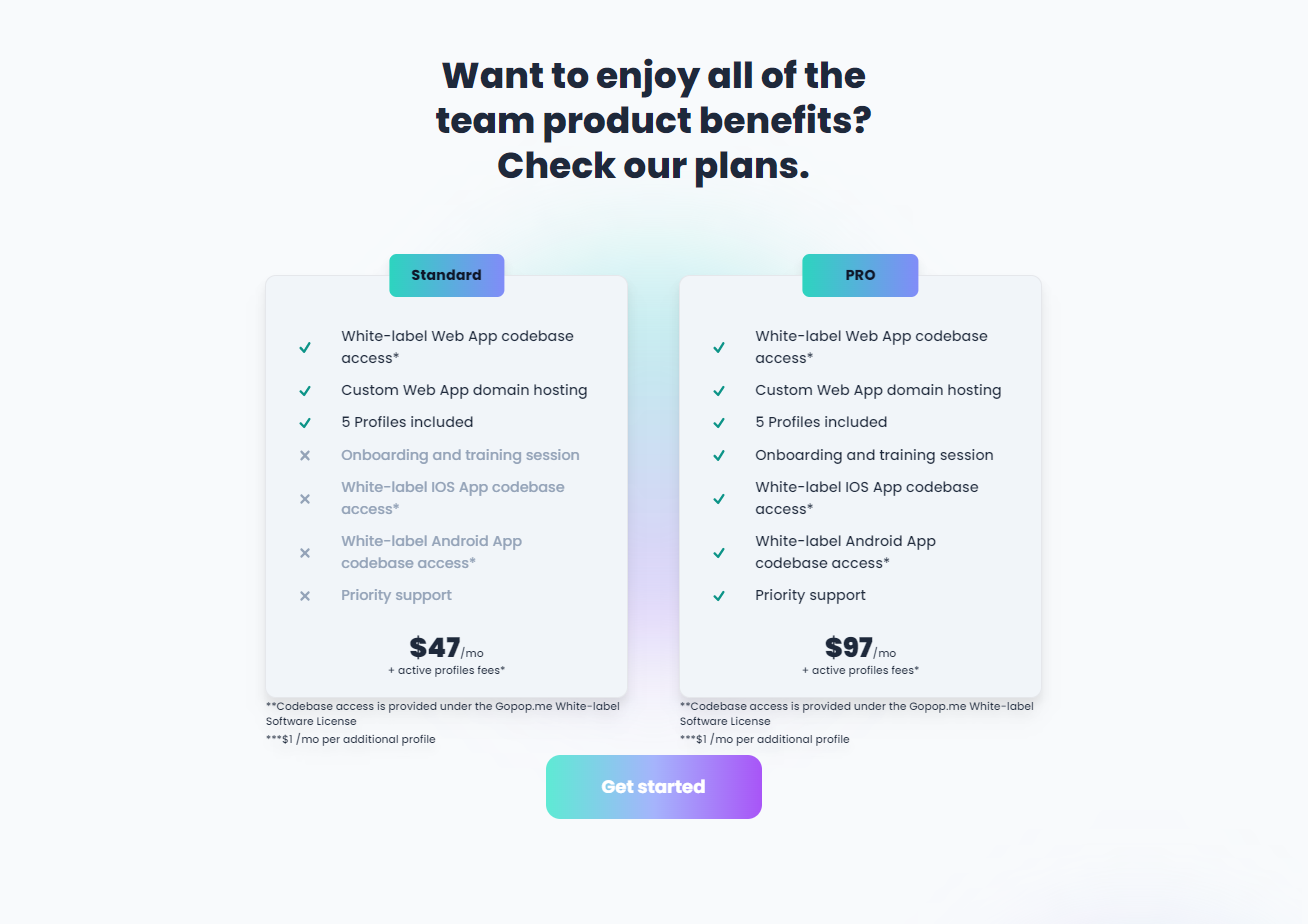 Want to enjoy all of the
team product benefits?
Check our plans.
Standard
White-label Web App codebase
access*
Custom Web App domain hosting
5 Profiles included
Onboarding and training session
White-label IOS App codebase
access*
White-label Android App
codebase access*
Priority support
$47/mo
+ active profiles fees*
**Codebase access is provided under the Gopop.me White-label
Software License
***$1 /mo per additional profile
PRO
White-label Web App codebase
access*
Custom Web App domain hosting
5 Profiles included
Onboarding and training session
White-label IOS App codebase
access*
White-label Android App
codebase access*
Priority support
$97/mo
+ active profiles fees*
**Codebase access is provided under the Gopop.me White-label
Software License
***$1 /mo per additional profile
Get started